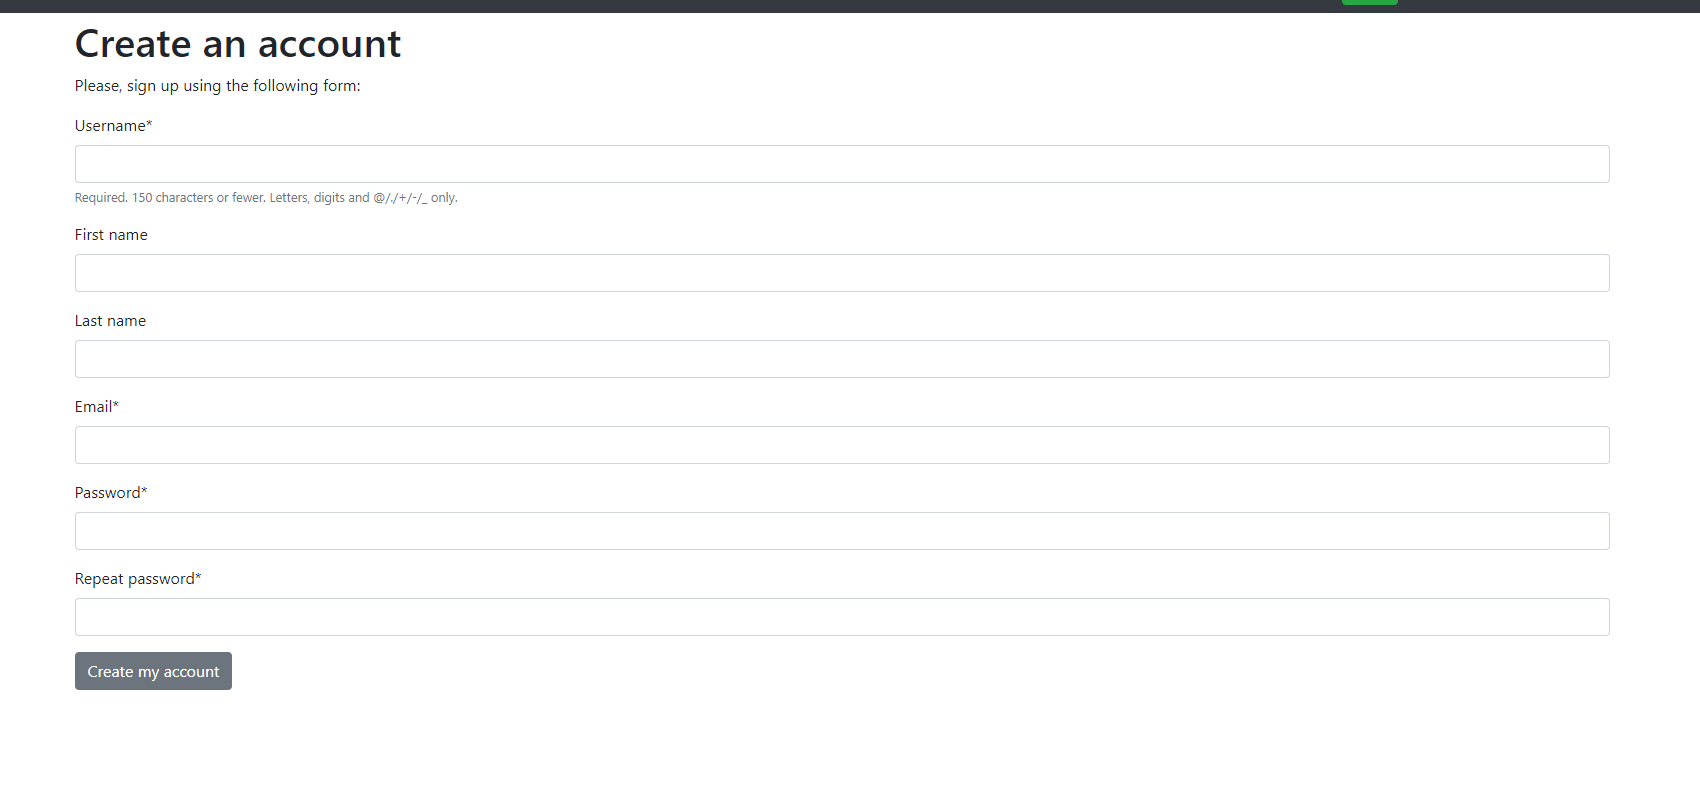 Create an account
Please, sign up using the following form:
Username*
Required. 150 characters or fewer. Letters, digits and @/./+/-/_ only.
First name
Last name
Email*
Password*
Repeat password*
Create my account